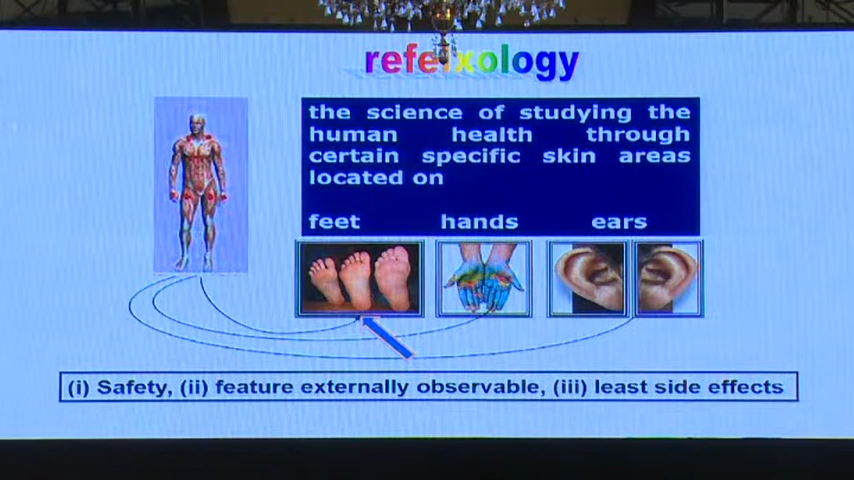 refelxology
the science of studying the
human health through
certain specific skin areas
located on
feet hands ears
(i) Safety, (ii) feature externally observable, (iii) least side effects